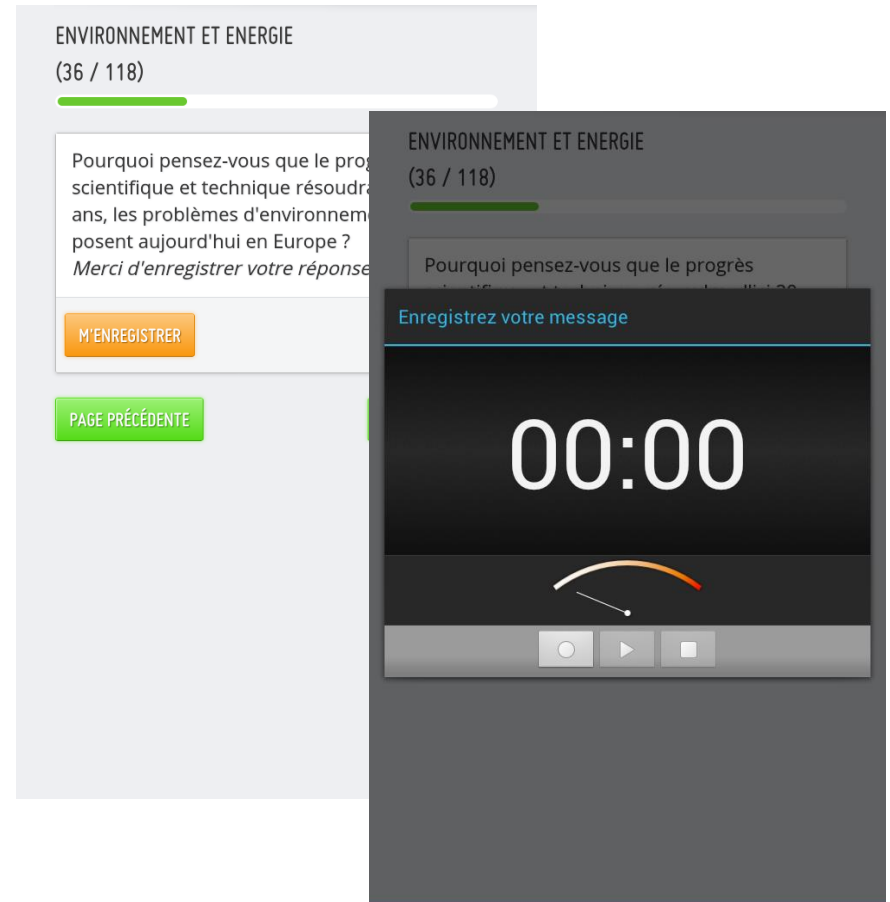 ENVIRONNEMENT ET ENERGIE
(36 / 118)
Pourquoi pensez-vous que le prog
scientifique et technique résoudra
ans, les problèmes d'environnem
posent aujourd'hui en Europe ?
Merci d'enregistrer votre réponse
M'ENREGISTRER
PAGE PRÉCÉDENTE
ENVIRONNEMENT ET ENERGIE
(36 / 118)
Pourquoi pensez-vous que le progrès
Enregistrez votre message
00:00